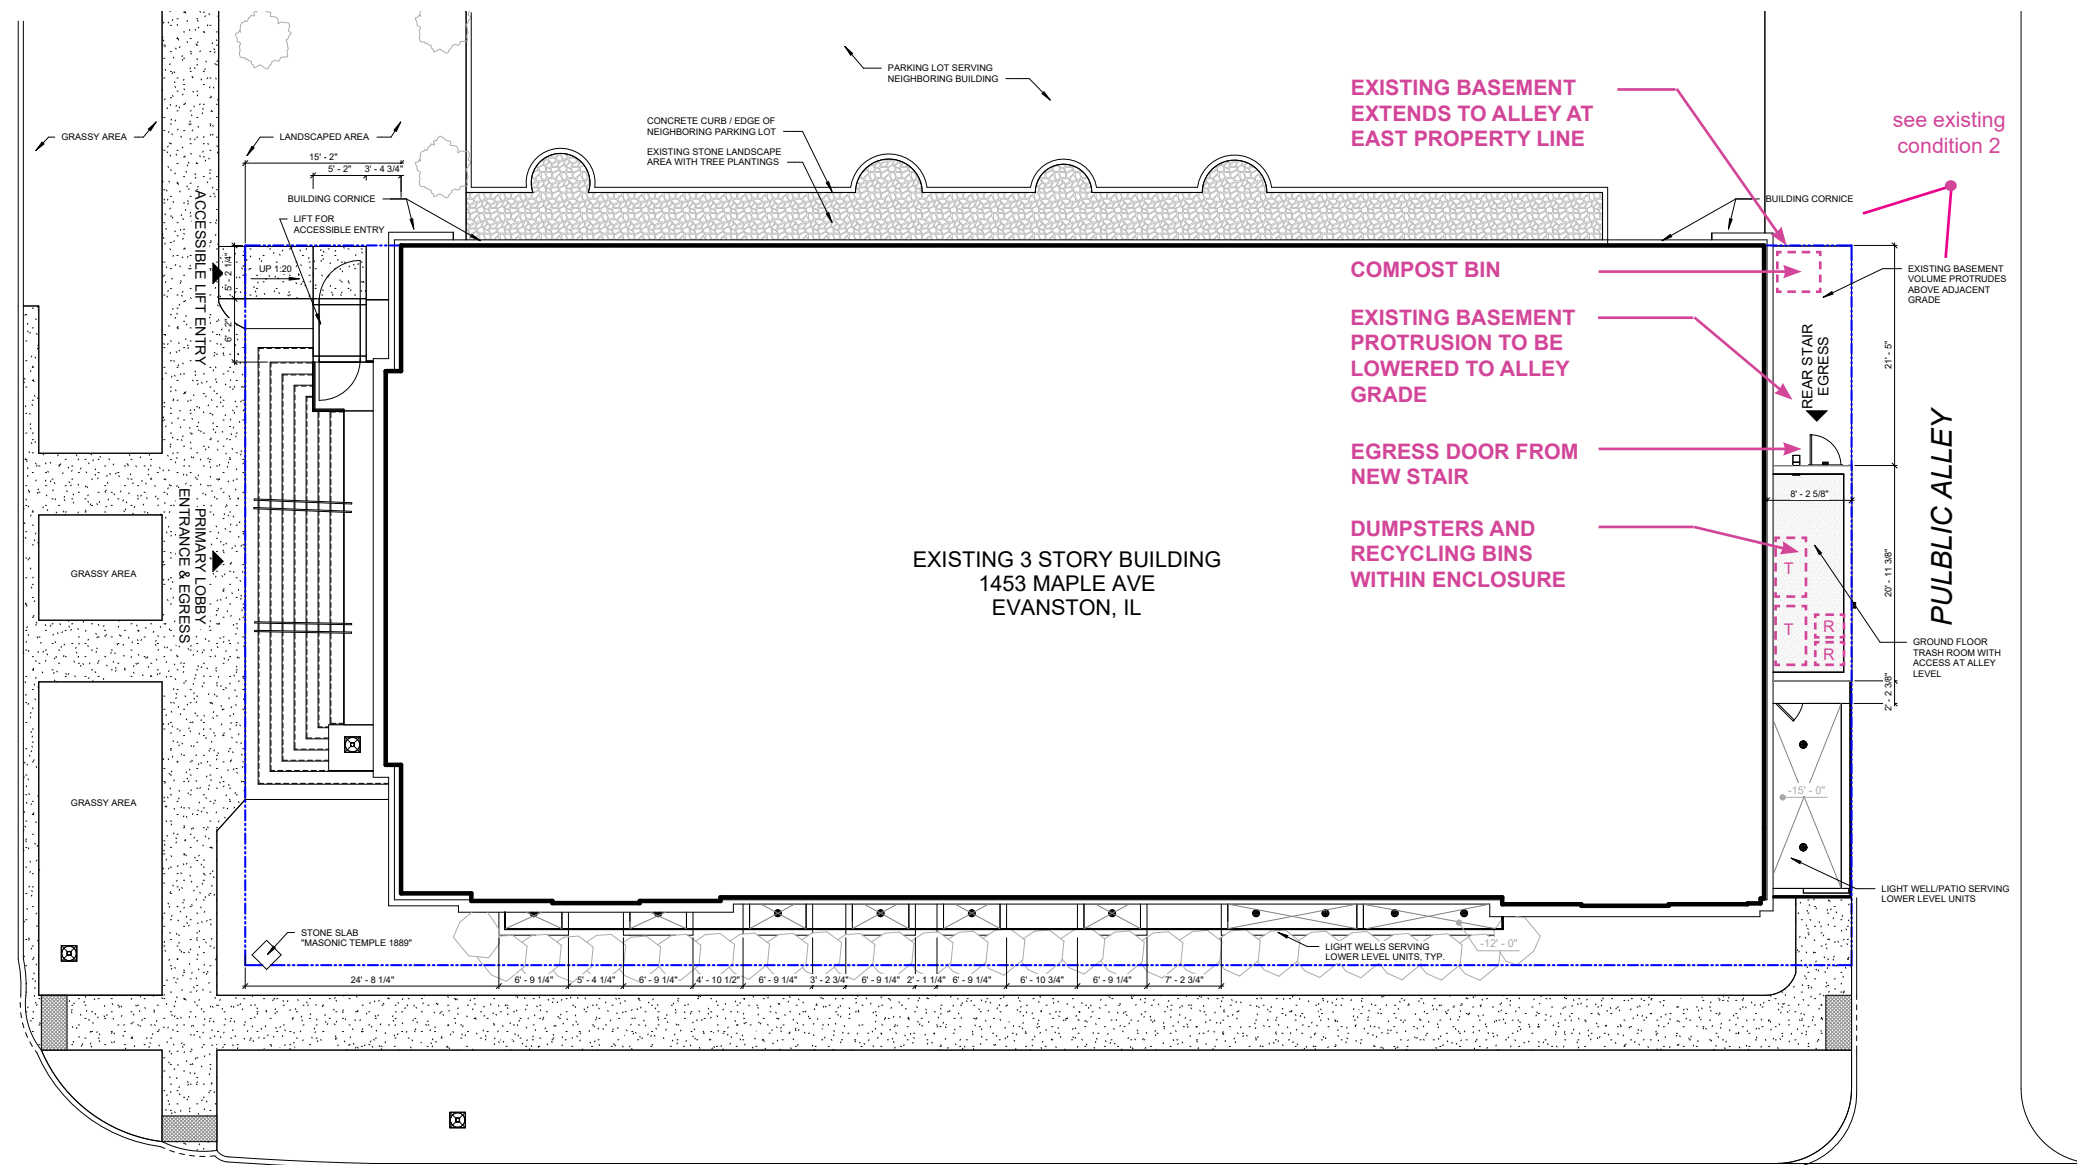 PARKING LOT SERVING
NEIGHBORING BUILDING
EXISTING BASEMENT
EXTENDS TO ALLEY AT
EAST PROPERTY LINE
see existing
condition 2
GRASSY AREA
LANDSCAPED AREA
CONCRETE CURB / EDGE OF
NEIGHBORING PARKING LOT
EXISTING STONE LANDSCAPE
AREA WITH TREE PLANTINGS
15' - 2"
5' - 2"
3' - 4 3/4"
BUILDING CORNICE
BUILDING CORNICE
LIFT FOR
ACCESSIBLE ENTRY
ACCESSIBLE LIFT ENTRY
UP 1:20
5' - 2 1/4"
6' - 2"
COMPOST BIN
EXISTING BASEMENT
VOLUME PROTRUDES
ABOVE ADJACENT
GRADE
EXISTING BASEMENT
PROTRUSION TO BE
LOWERED TO ALLEY
GRADE
REAR STAIR
EGRESS
21' - 5"
EGRESS DOOR FROM
NEW STAIR
PULBIC ALLEY
8' - 2 5/8"
PRIMARY LOBBY
ENTRANCE & EGRESS
DUMPSTERS AND
RECYCLING BINS
WITHIN ENCLOSURE
EXISTING 3 STORY BUILDING
1453 MAPLE AVE
EVANSTON, IL
GRASSY AREA
T
T
R
R
20' - 11 3/8"
GROUND FLOOR
TRASH ROOM WITH
ACCESS AT ALLEY
LEVEL
2' - 2 3/8"
GRASSY AREA
-15' - 0"
LIGHT WELL/PATIO SERVING
LOWER LEVEL UNITS
STONE SLAB
"MASONIC TEMPLE 1889"
LIGHT WELLS SERVING
LOWER LEVEL UNITS, TYP.
-12' - 0"
24' - 8 1/4"
6' - 9 1/4"
5' - 4 1/4"
6' - 9 1/4"
4' - 10 1/2"
6' - 9 1/4"
3' - 2 3/4"
6' - 9 1/4"
2' - 1 1/4"
6' - 9 1/4"
6' - 10 3/4"
6' - 9 1/4"
7' - 2 3/4"